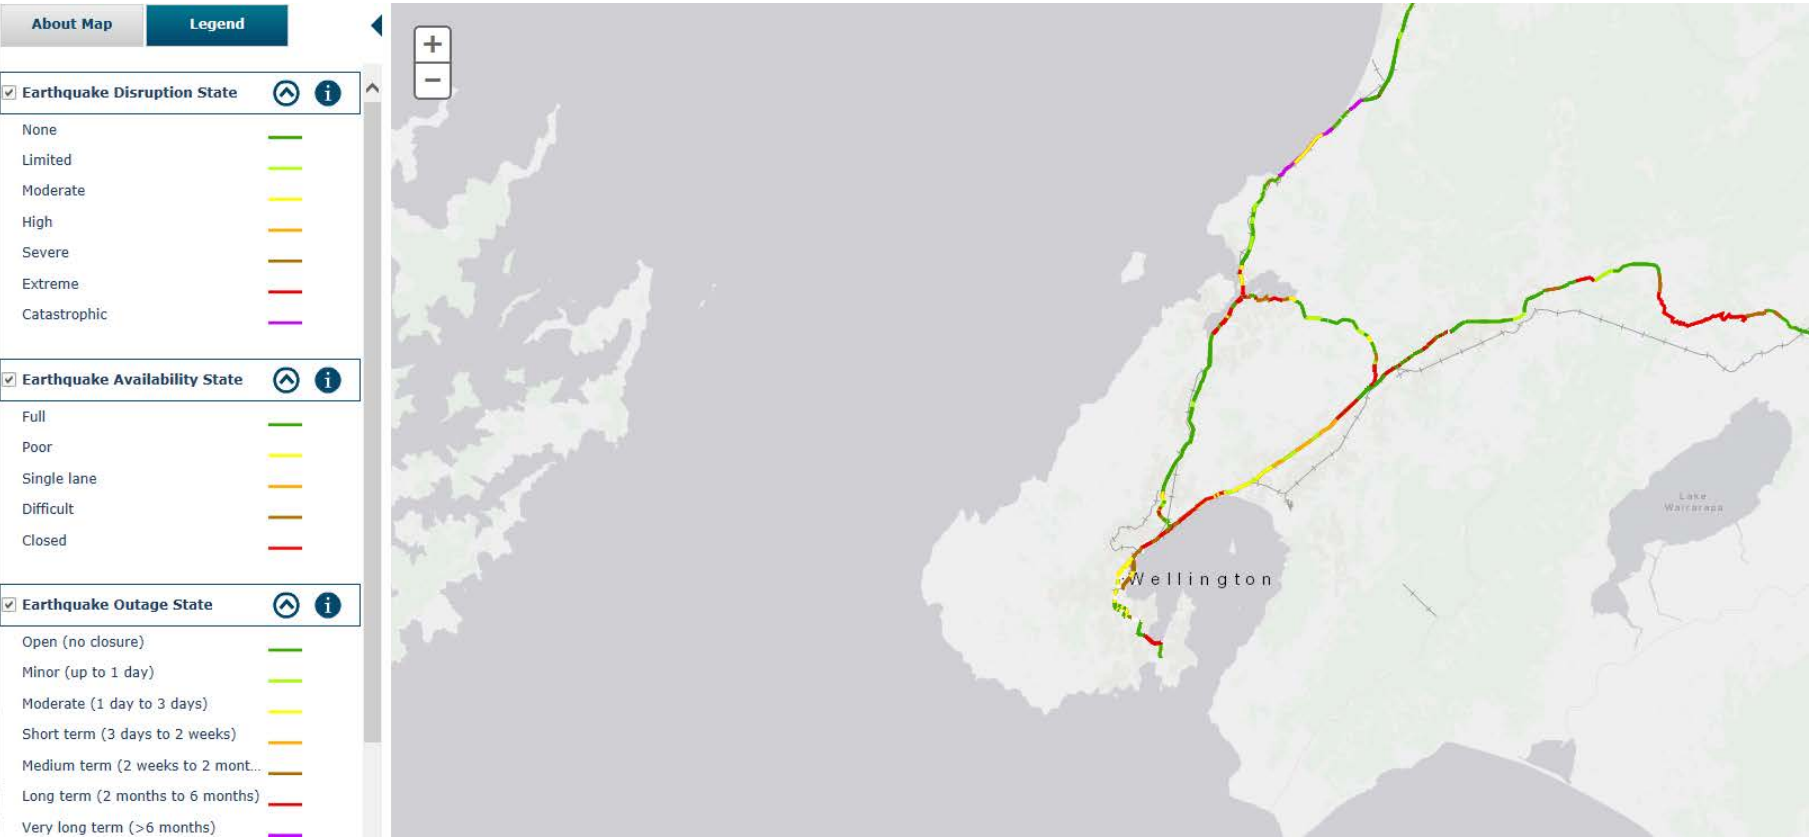 About Map
Legend
Earthquake Disruption State
None
Limited
Moderate
High
Severe
Extreme
Catastrophic
Earthquake Availability State
Full
Poor
Single lane
Difficult
Closed
Earthquake Outage State
Open (no closure)
Minor (up to 1 day)
Moderate (1 day to 3 days)
Short term (3 days to 2 weeks)
Medium term (2 weeks to 2 mont...
Long term (2 months to 6 months)
Very long term (>6 months)
+
−
Lake
Wairarapa
Wellington